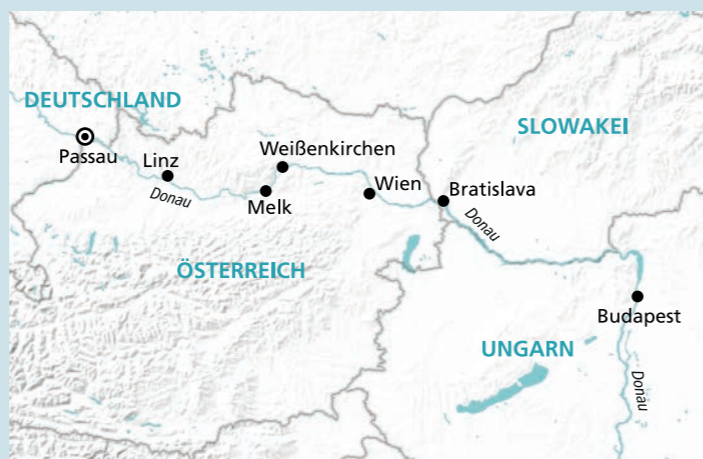 DEUTSCHLAND
SLOWAKEI
Passau
Linz
Weißenkirchen
Donau
Melk
Wien
Bratislava
Donau
ÖSTERREICH
Budapest
UNGARN
Donau